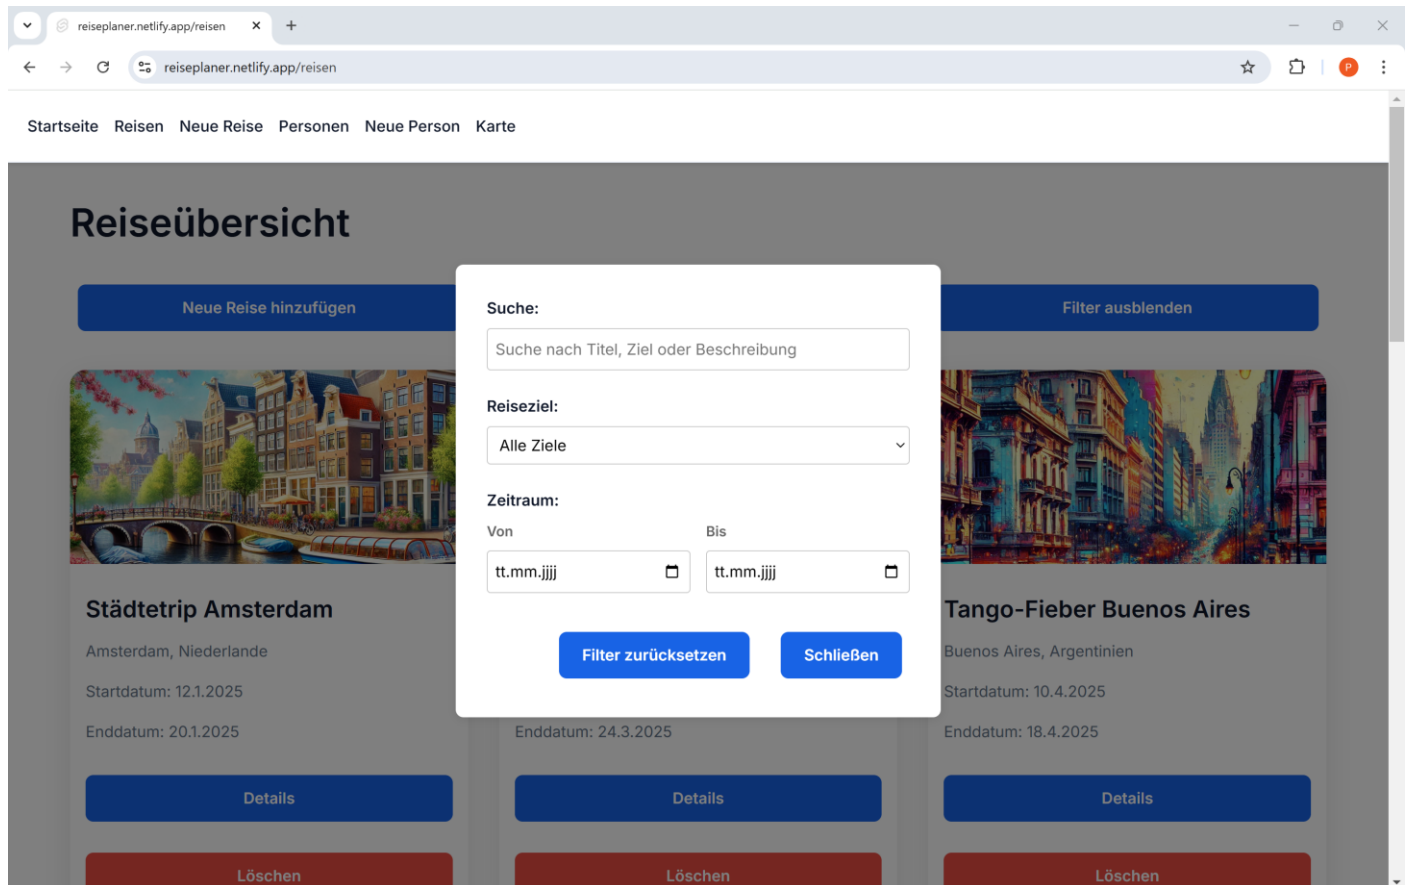 reiseplaner.netlify.app/reisen
reiseplaner.netlify.app/reisen
P
Startseite Reisen Neue Reise Personen Neue Person Karte
Reiseübersicht
Neue Reise hinzufügen
Filter ausblenden
Suche:
Suche nach Titel, Ziel oder Beschreibung
Reiseziel:
Alle Ziele
Zeitraum:
Von Bis
tt.mm.jjjj tt.mm.jjjj
Filter zurücksetzen Schließen
Städtetrip Amsterdam
Amsterdam, Niederlande
Startdatum: 12.1.2025
Enddatum: 20.1.2025
Details
Löschen
Enddatum: 24.3.2025
Details
Löschen
Tango-Fieber Buenos Aires
Buenos Aires, Argentinien
Startdatum: 10.4.2025
Enddatum: 18.4.2025
Details
Löschen